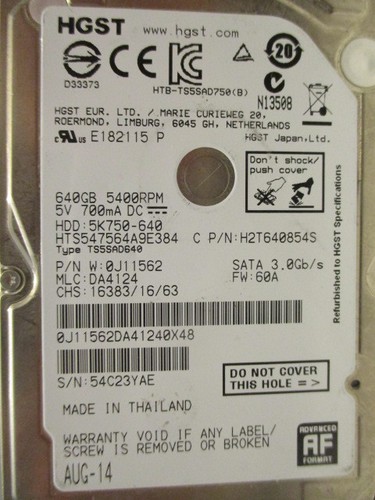 HGST www.hgst.com
20
D33373
HTB-TS5SAD750(B)
N13508
HGST EUR. LTD. / MARIE CURIEWEG 20,
ROERMOND, LIMBURG, 6045 GH, NETHERLANDS
c RU us E182115 P
HGST Japan,Ltd.
Don't shock/
push cover
640GB 5400RPM
5V 700mA DC
HDD:5K750-640
HTS547564A9E384 C P/N:H2T640854S
Type TS5SAD640
P/N W:0J11562 SATA 3.0Gb/s
MLC:DA4124 FW:60A
CHS:16383/16/63
Refurbished to HGST Specifications
0J11562DA41240X48
S/N:54C23YAE
DO NOT COVER
THIS HOLE = >
MADE IN THAILAND
WARRANTY VOID IF ANY LABEL/
SCREW IS REMOVED OR BROKEN
AUG-14
ADVANCED
AF
FORMAT